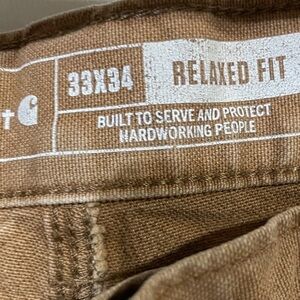 33X34 RELAXED FIT
BUILT TO SERVE AND PROTECT
HARDWORKING PEOPLE